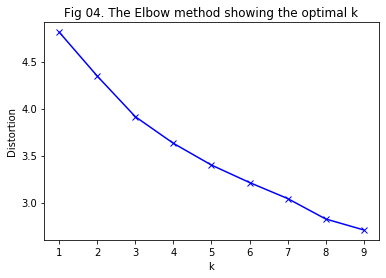 Fig 04. The Elbow method showing the optimal k
4.5
4.0
3.5
3.0
Distortion
1 2 3 4 5 6 7 8 9
k